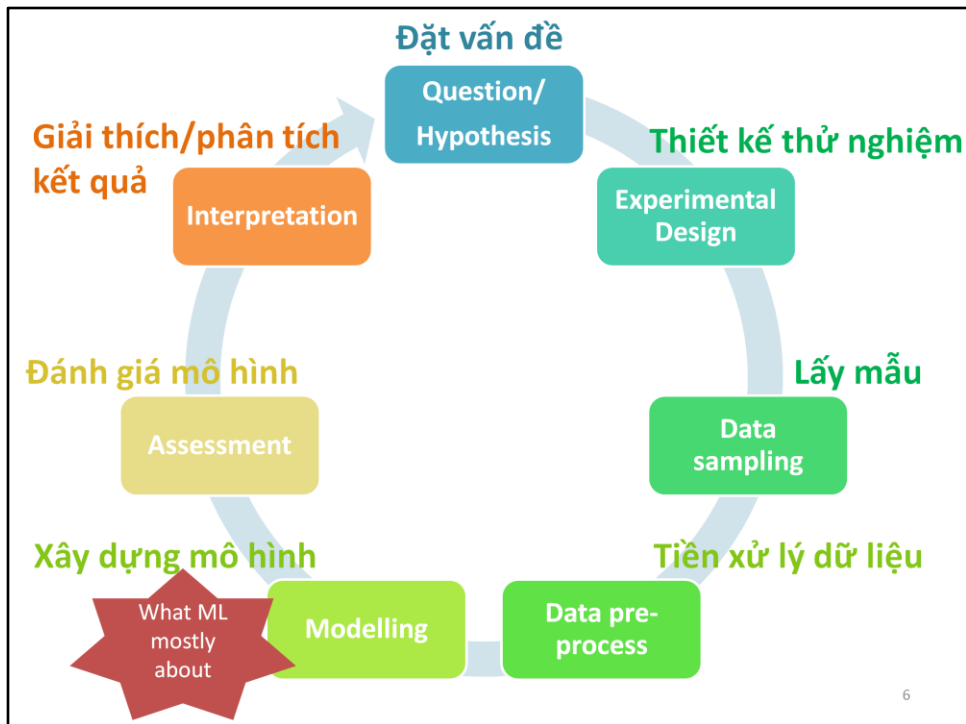 Đặt vấn đề
Question/
Hypothesis
Thiết kế thử nghiệm
Experimental
Design
Lấy mẫu
Data
sampling
Tiền xử lý dữ liệu
Data pre-
process
Xây dựng mô hình
Modelling
What ML
mostly
about
Đánh giá mô hình
Assessment
Giải thích/phân tích
kết quả
Interpretation
6